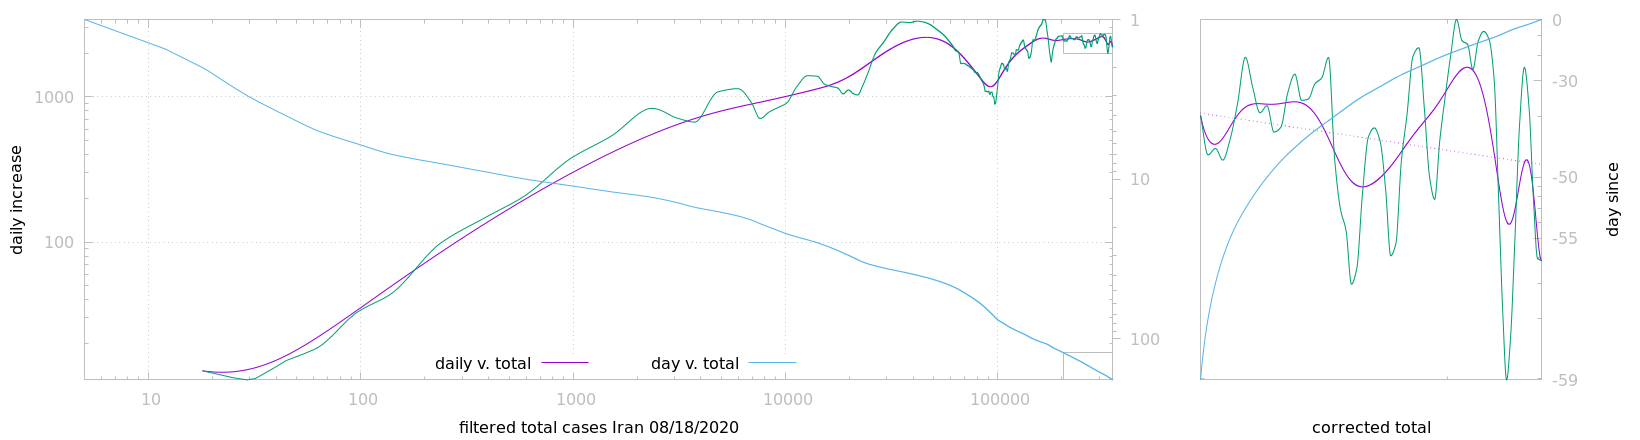 daily increase
1000
100
daily v. total
day v. total
10
100
1000
10000
100000
filtered total cases Iran 08/18/2020
1
10
100
0
-30
-50
-55
-59
day since
corrected total